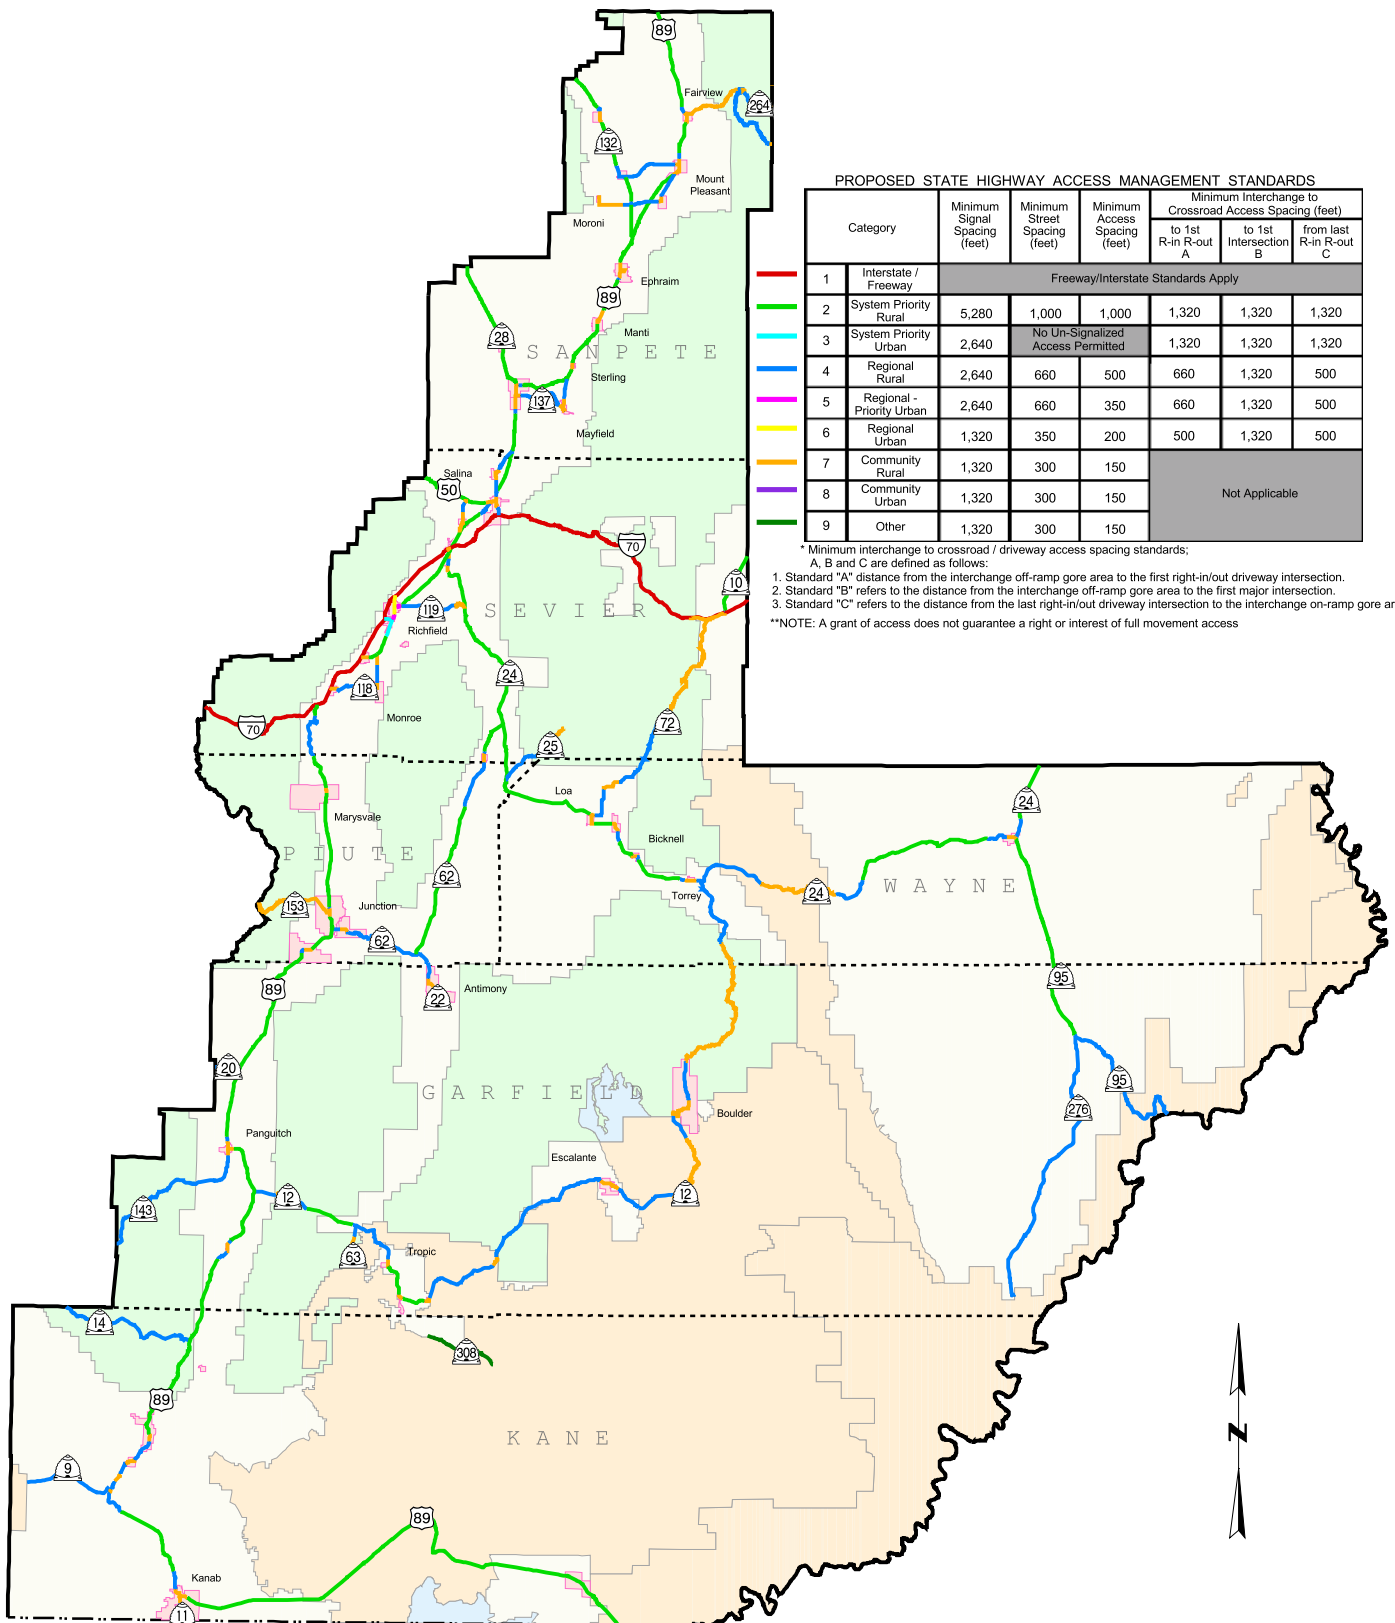 89
Fairview
264
132
Mount
Pleasant
Moroni
Ephraim
89
Manti
28
SANPETE
Sterling
137
Mayfield
Salina
50
70
10
119
SEVIER
Richfield
24
118
Monroe
72
70
25
Loa
24
Marysvale
Bicknell
PIUTE
62
WAYNE
24
Torrey
153
Junction
62
95
89
22
Antimony
20
95
GARFIELD
276
Boulder
Panguitch
Escalante
12
12
143
63
Tropic
14
308
89
KANE
9
89
Kanab
11
N
PROPOSED STATE HIGHWAY ACCESS MANAGEMENT STANDARDS
Category
Minimum
Signal
Spacing
(feet)
Minimum
Street
Spacing
(feet)
Minimum
Access
Spacing
(feet)
Minimum Interchange to
Crossroad Access Spacing (feet)
to 1st
R-in R-out
A
to 1st
Intersection
B
from last
R-in R-out
C
1 Interstate / Freeway Freeway/Interstate Standards Apply
2 System Priority Rural 5,280 1,000 1,000 1,320 1,320 1,320
3 System Priority Urban 2,640 No Un-Signalized Access Permitted 1,320 1,320 1,320
4 Regional Rural 2,640 660 500 660 1,320 500
5 Regional - Priority Urban 2,640 660 350 660 1,320 500
6 Regional Urban 1,320 350 200 500 1,320 500
7 Community Rural 1,320 300 150
8 Community Urban 1,320 300 150 Not Applicable
9 Other 1,320 300 150
* Minimum interchange to crossroad / driveway access spacing standards;
A, B and C are defined as follows:
1. Standard "A" distance from the interchange off-ramp gore area to the first right-in/out driveway intersection.
2. Standard "B" refers to the distance from the interchange off-ramp gore area to the first major intersection.
3. Standard "C" refers to the distance from the last right-in/out driveway intersection to the interchange on-ramp gore ar
**NOTE: A grant of access does not guarantee a right or interest of full movement access